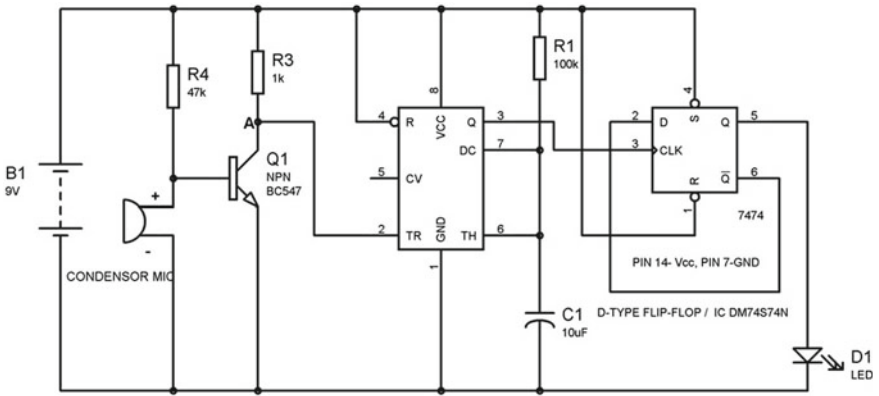 B1
9V
R4
47k
R3
1k
A
Q1
NPN
BC547
+
-
CONDENSOR MIC
4
R
8
VCC
Q
3
DC
7
5
CV
2
TR
GND
1
TH
6
R1
100k
C1
10uF
4
2
D
S
Q
5
3
CLK
R
Q
6
1
7474
PIN 14- Vcc, PIN 7-GND
D-TYPE FLIP-FLOP / IC DM74S74N
D1
LED